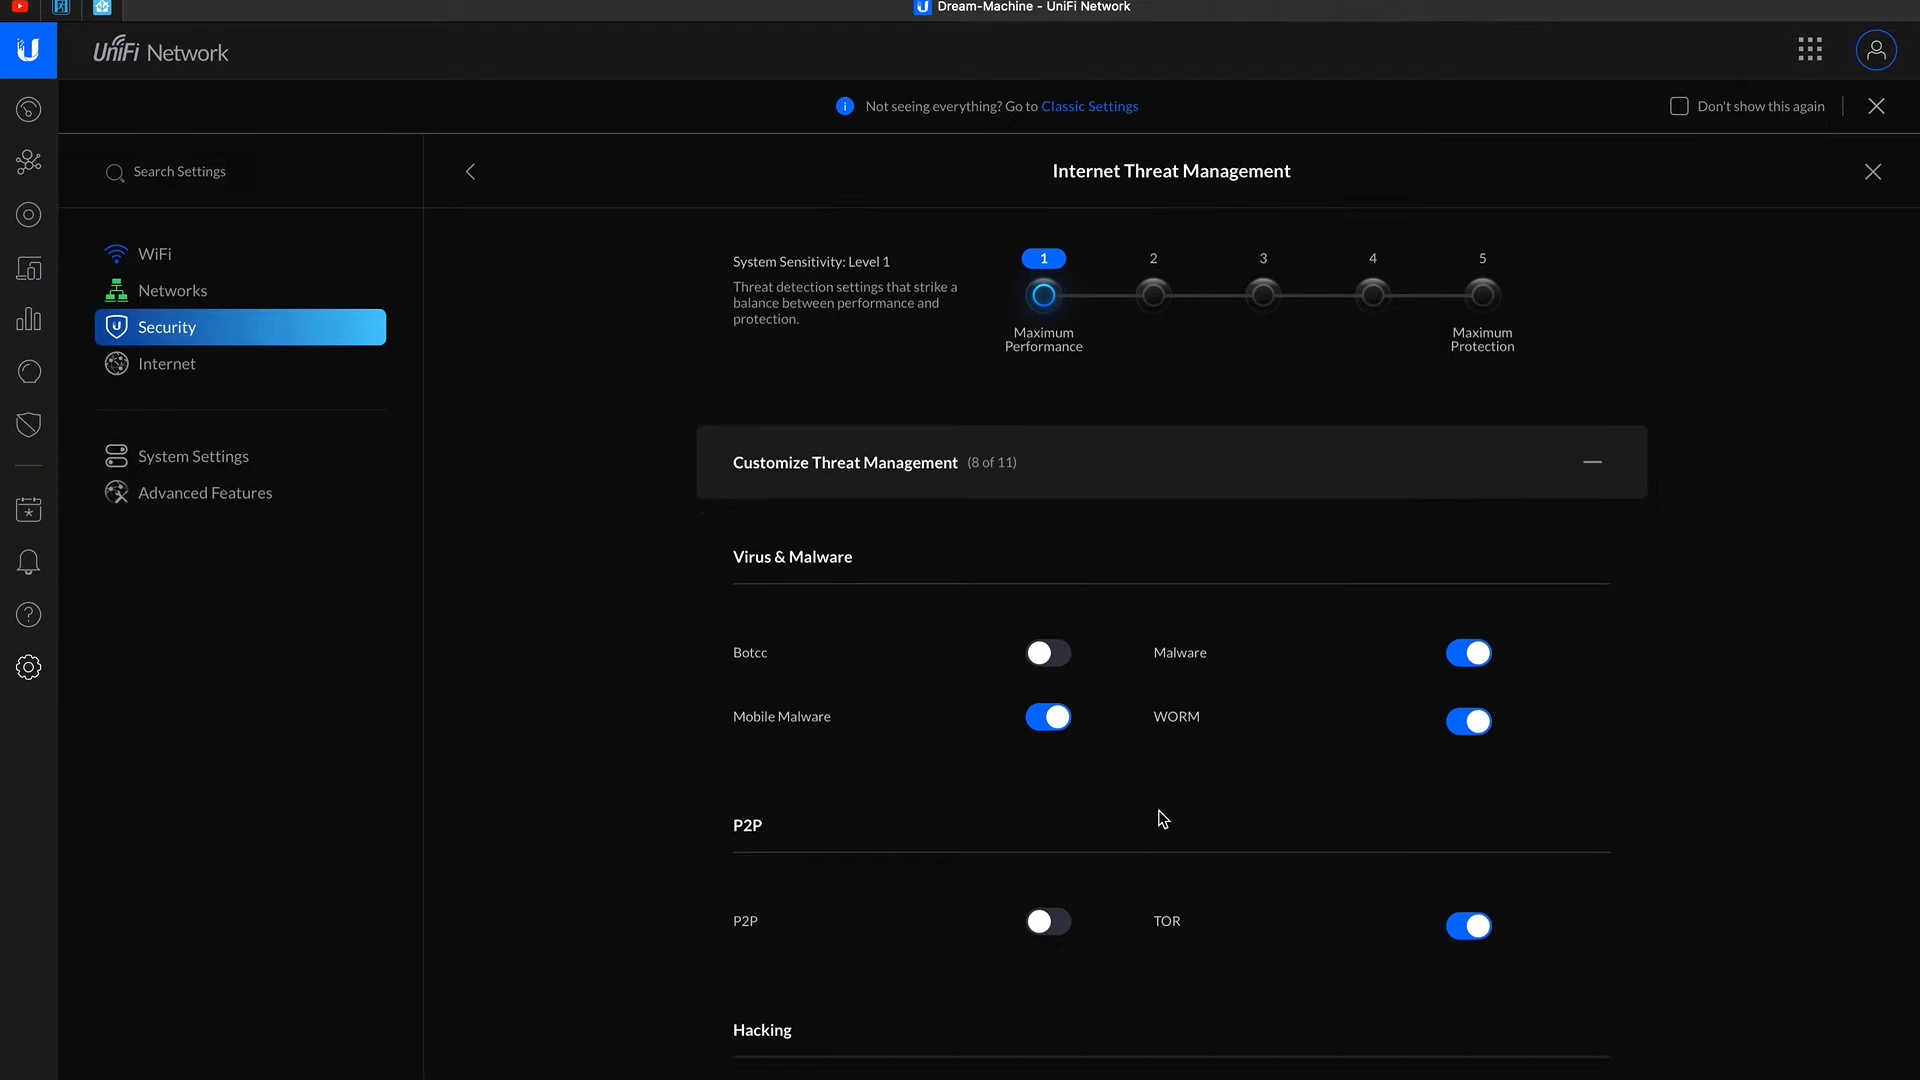 Dream-Machine - UniFi Network
UniFi Network
Not seeing everything? Go to Classic Settings
Don't show this again
Search Settings
Internet Threat Management
WiFi
Networks
Security
Internet
System Settings
Advanced Features
System Sensitivity: Level 1
Threat detection settings that strike a
balance between performance and
protection.
1
2
3
4
5
Maximum
Performance
Maximum
Protection
Customize Threat Management (8 of 11)
Virus & Malware
Botcc
Malware
Mobile Malware
WORM
P2P
P2P
TOR
Hacking